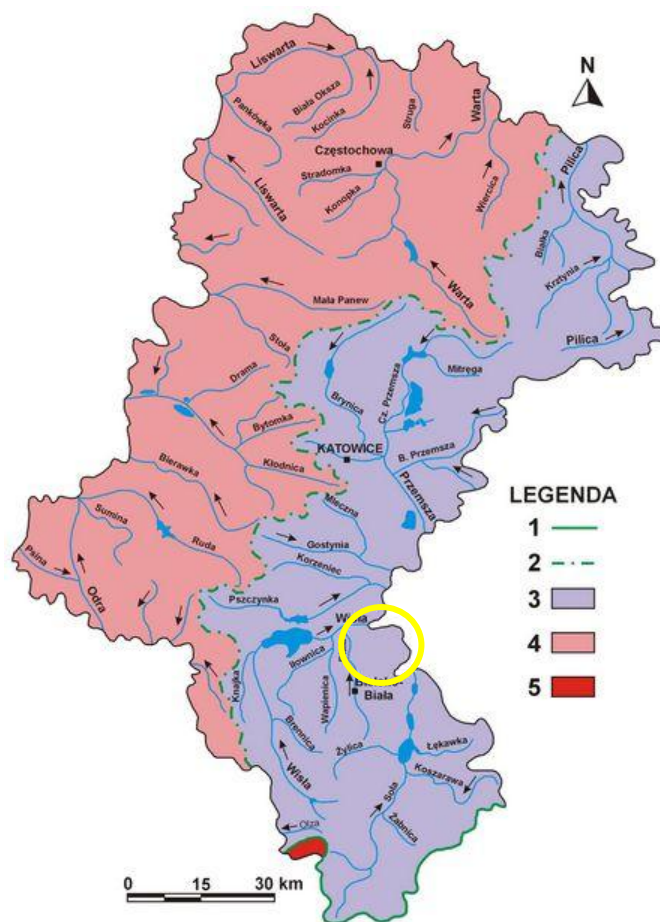 Liswarta
Pankówka
Biała Oksza
Kocinka
Struga
Warta
N
Częstochowa
Stradomka
Konopka
Wiercica
Pilica
Liswarta
Białka
Krztynia
Warta
Mała Panew
Pilica
Stoła
Mitręga
Drama
Brynica
Cz. Przemsza
Bytomka
KATOWICE
B. Przemsza
Bierawka
Kłodnica
Przemsza
LEGENDA
Mleczna
1
Sumina
Gostynia
2
Ruda
Korzeniec
Psina
Odra
Pszczynka
3
Iłownica
4
Knajka
Wapienica
Biała
5
Brennica
Żylica
Łękawka
Wisła
Koszarawa
Soła
Żabnica
Olza
0 15 30 km